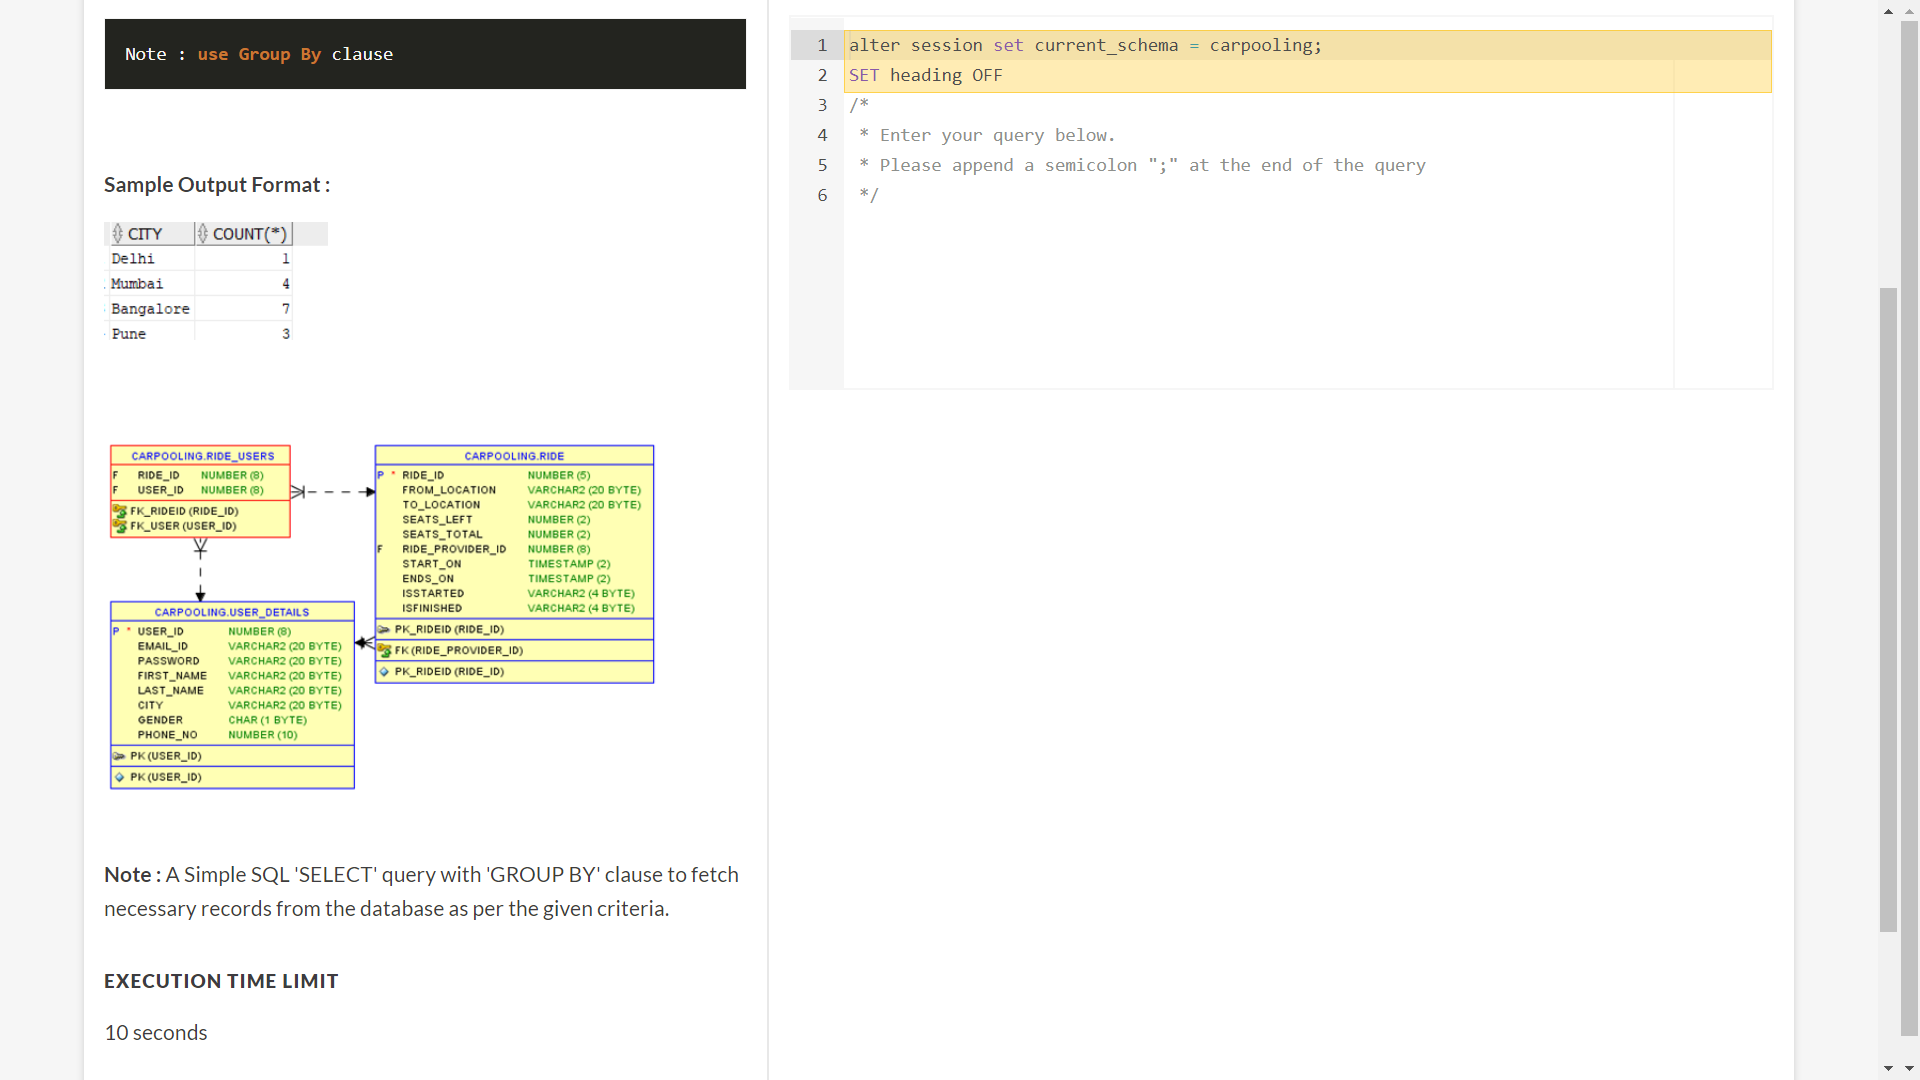 Note : use Group By clause
Sample Output Format :
CITY COUNT(*)
Delhi 1
Mumbai 4
Bangalore 7
Pune 3
CARPOOLING.RIDE_USERS
F RIDE_ID NUMBER (8)
F USER_ID NUMBER (8)
FK_RIDEID (RIDE_ID)
FK_USER (USER_ID)
CARPOOLING.RIDE
P * RIDE_ID NUMBER (5)
FROM_LOCATION VARCHAR2 (20 BYTE)
TO_LOCATION VARCHAR2 (20 BYTE)
SEATS_LEFT NUMBER (2)
SEATS_TOTAL NUMBER (2)
F RIDE_PROVIDER_ID NUMBER (8)
START_ON TIMESTAMP (2)
ENDS_ON TIMESTAMP (2)
ISSTARTED VARCHAR2 (4 BYTE)
ISFINISHED VARCHAR2 (4 BYTE)
PK_RIDEID (RIDE_ID)
FK (RIDE_PROVIDER_ID)
PK_RIDEID (RIDE_ID)
CARPOOLING.USER_DETAILS
P * USER_ID NUMBER (8)
EMAIL_ID VARCHAR2 (20 BYTE)
PASSWORD VARCHAR2 (20 BYTE)
FIRST_NAME VARCHAR2 (20 BYTE)
LAST_NAME VARCHAR2 (20 BYTE)
CITY VARCHAR2 (20 BYTE)
GENDER CHAR (1 BYTE)
PHONE_NO NUMBER (10)
PK (USER_ID)
PK (USER_ID)
Note : A Simple SQL 'SELECT' query with 'GROUP BY' clause to fetch
necessary records from the database as per the given criteria.
EXECUTION TIME LIMIT
10 seconds
1 alter session set current_schema = carpooling;
2 SET heading OFF
3 /*
4 * Enter your query below.
5 * Please append a semicolon ";" at the end of the query
6 */